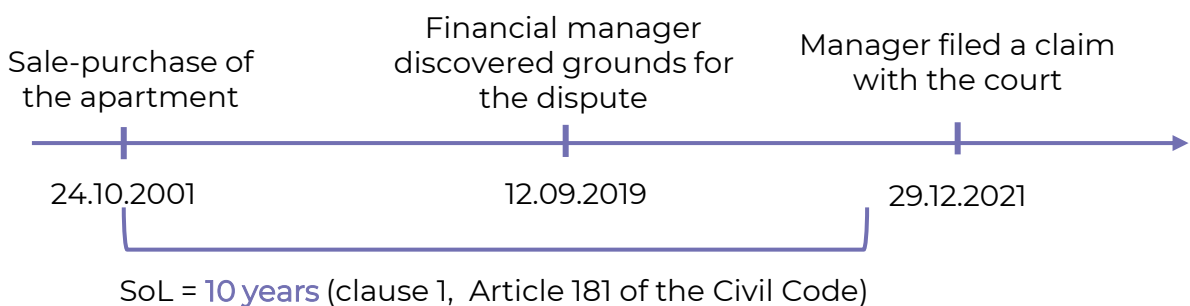 Sale-purchase of
the apartment
Financial manager
discovered grounds for
the dispute
Manager filed a claim
with the court
24.10.2001
12.09.2019
29.12.2021
SoL = 10 years (clause 1, Article 181 of the Civil Code)